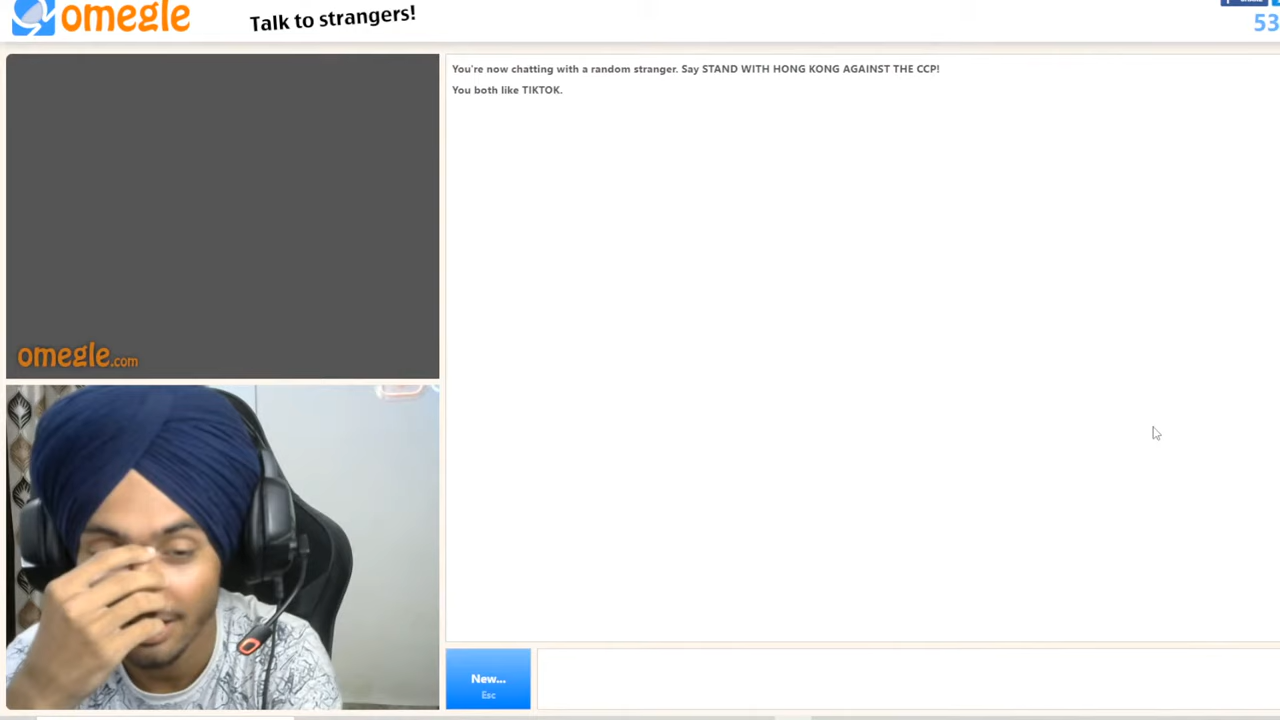 omegle
Talk to strangers!
53
You're now chatting with a random stranger. Say STAND WITH HONG KONG AGAINST THE CCP!
You both like TIKTOK.
omegle.com
New...
Esc